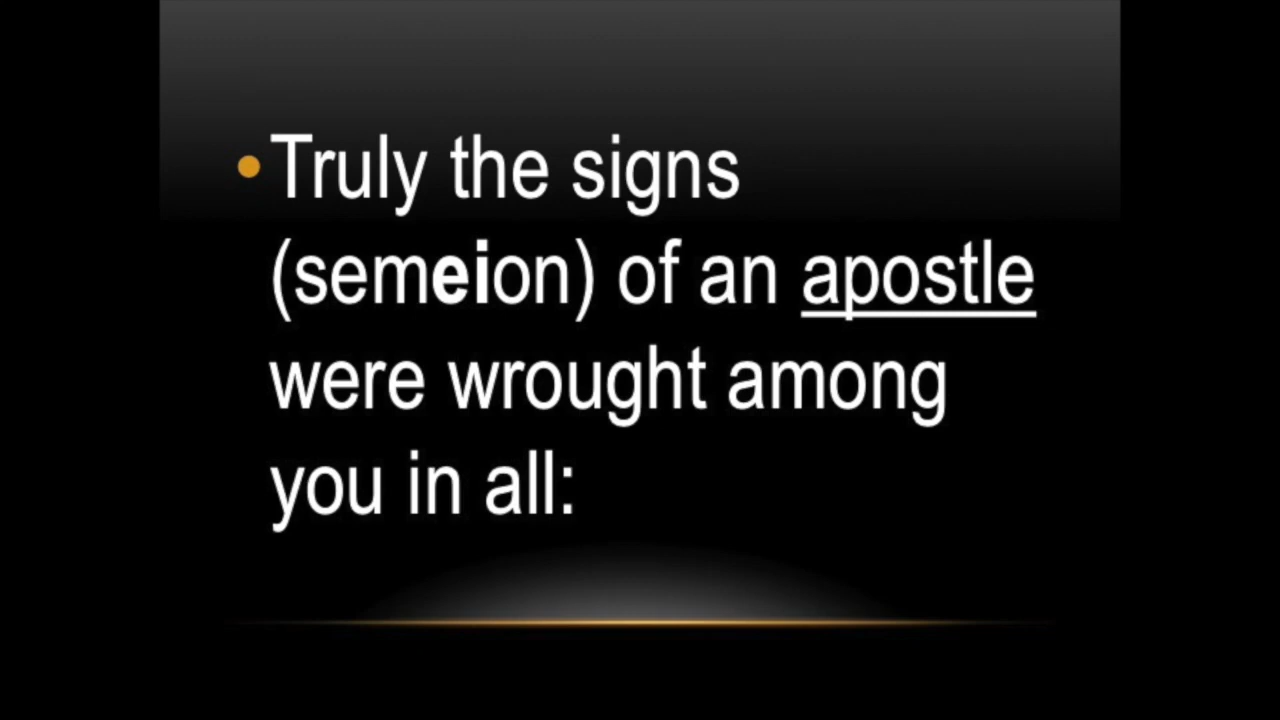 •Truly the signs
(semeion) of an apostle
were wrought among
you in all: